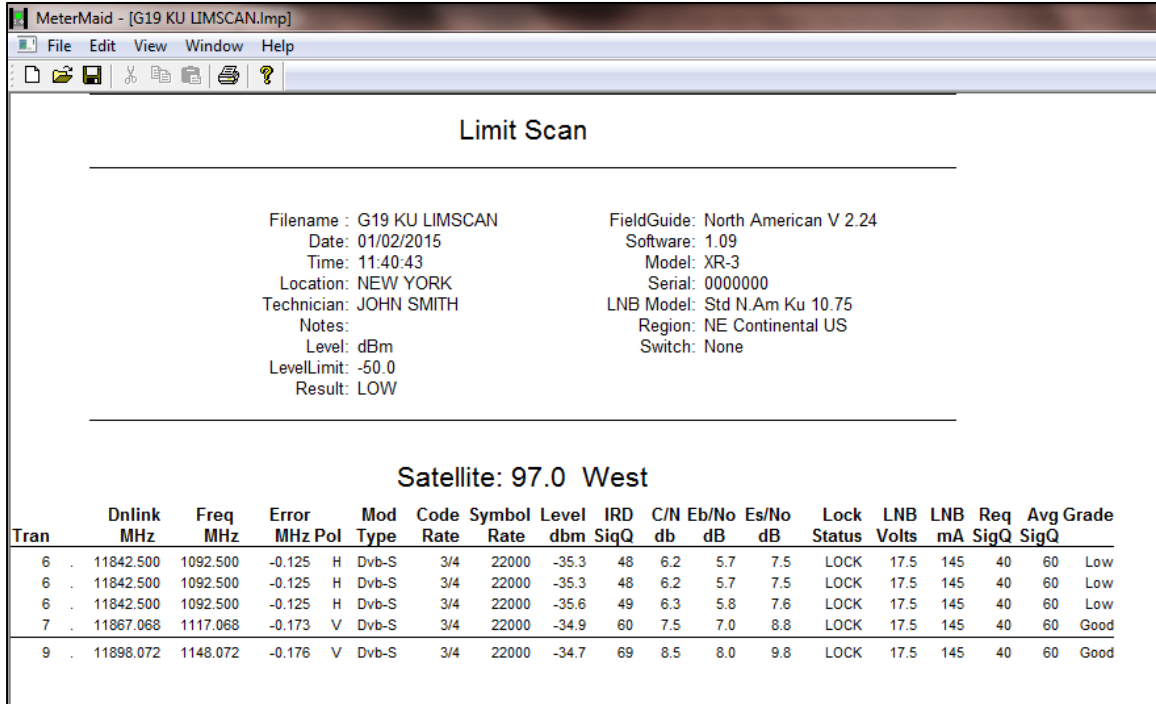 MeterMaid - [G19 KU LIMSCAN.lmp]
File Edit View Window Help
Limit Scan
Filename : G19 KU LIMSCAN FieldGuide: North American V 2.24
Date: 01/02/2015 Software: 1.09
Time: 11:40:43 Model: XR-3
Location: NEW YORK Serial: 0000000
Technician: JOHN SMITH LNB Model: Std N.Am Ku 10.75
Notes: Region: NE Continental US
Level: dBm Switch: None
LevelLimit: -50.0
Result: LOW
Satellite: 97.0 West
Dnlink Freq Error Mod Code Symbol Level IRD C/N Eb/No Es/No Lock LNB LNB Req Avg Grade
Tran MHz MHz MHz Pol Type Rate Rate dbm SiqQ db dB dB Status Volts mA SigQ SigQ
6 . 11842.500 1092.500 -0.125 H Dvb-S 3/4 22000 -35.3 48 6.2 5.7 7.5 LOCK 17.5 145 40 60 Low
6 . 11842.500 1092.500 -0.125 H Dvb-S 3/4 22000 -35.3 48 6.2 5.7 7.5 LOCK 17.5 145 40 60 Low
6 . 11842.500 1092.500 -0.125 H Dvb-S 3/4 22000 -35.6 49 6.3 5.8 7.6 LOCK 17.5 145 40 60 Low
7 . 11867.068 1117.068 -0.173 V Dvb-S 3/4 22000 -34.9 60 7.5 7.0 8.8 LOCK 17.5 145 40 60 Good
9 . 11898.072 1148.072 -0.176 V Dvb-S 3/4 22000 -34.7 69 8.5 8.0 9.8 LOCK 17.5 145 40 60 Good